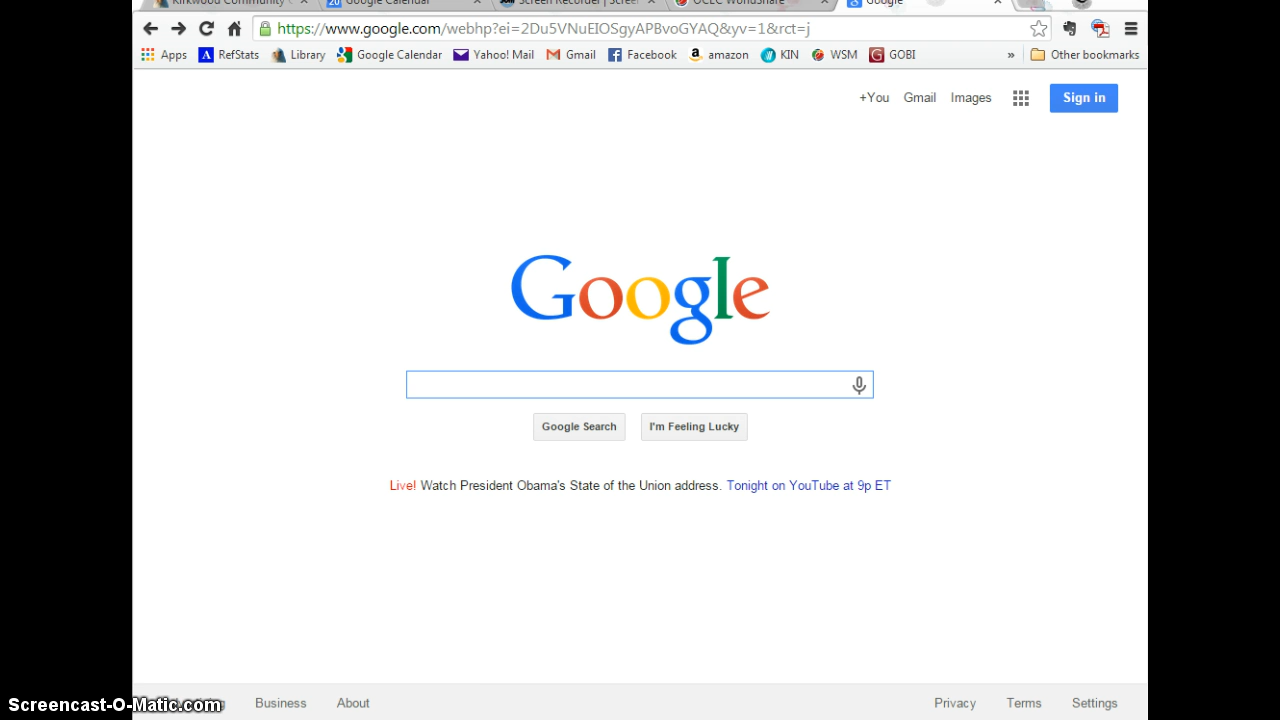 Kirkwood Community Google Calendar Screen Recorder | Screen OCLC WorldShare Google
https://www.google.com/webhp?ei=2Du5VNuEIOSgyAPBvoGYAQ&yv=1&rct=j
Apps RefStats Library Google Calendar Yahoo! Mail Gmail Facebook amazon KIN WSM GOBI » Other bookmarks
+You Gmail Images Sign in
Google
Google Search I'm Feeling Lucky
Live! Watch President Obama's State of the Union address. Tonight on YouTube at 9p ET
Business About Privacy Terms Settings
Screencast-O-Matic.com